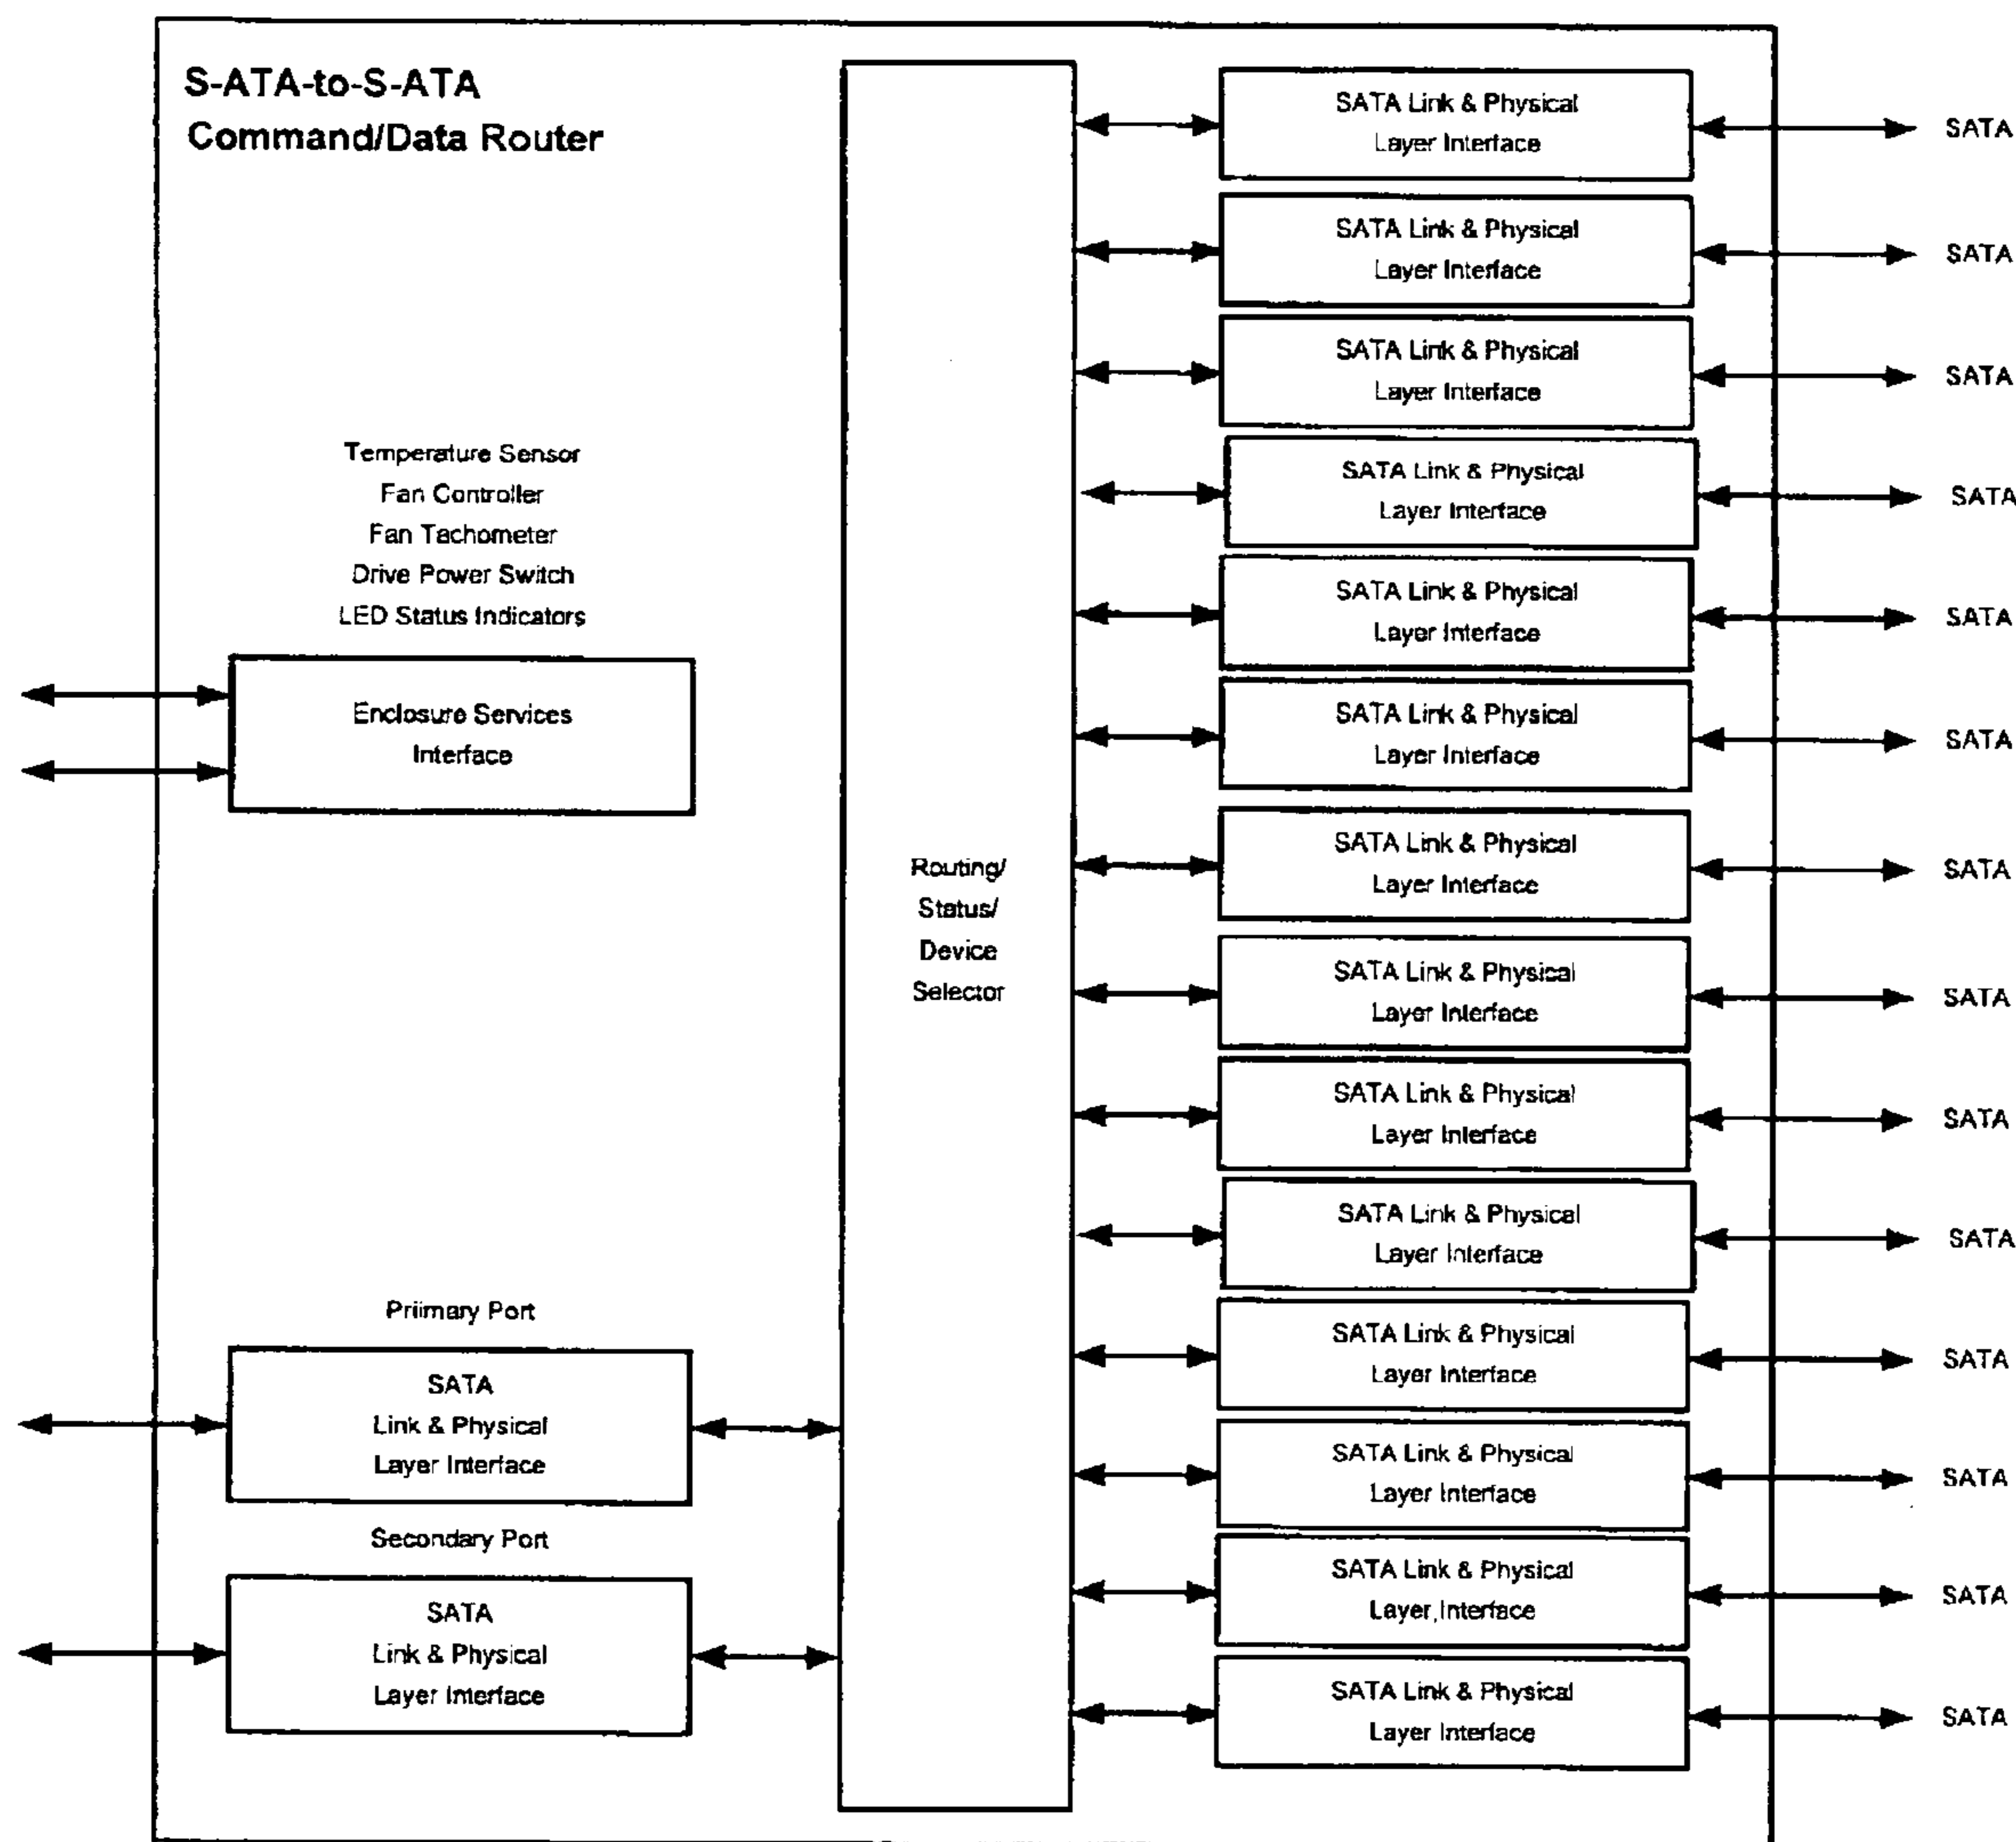 S-ATA-to-S-ATA
Command/Data Router
Temperature Sensor
Fan Controller
Fan Tachometer
Drive Power Switch
LED Status Indicators
Enclosure Services
Interface
Priimary Port
SATA
Link & Physical
Layer Interface
Secondary Port
SATA
Link & Physical
Layer Interface
Routing/
Status/
Device
Selector
SATA Link & Physical
Layer Interface
SATA
SATA Link & Physical
Layer Interface
SATA
SATA Link & Physical
Layer Interface
SATA
SATA Link & Physical
Layer Interface
SATA
SATA Link & Physical
Layer Interface
SATA
SATA Link & Physical
Layer Interface
SATA
SATA Link & Physical
Layer Interface
SATA
SATA Link & Physical
Layer Interface
SATA
SATA Link & Physical
Layer Interface
SATA
SATA Link & Physical
Layer Interface
SATA
SATA Link & Physical
Layer Interface
SATA
SATA Link & Physical
Layer Interface
SATA
SATA Link & Physical
Layer Interface
SATA
SATA Link & Physical
Layer Interface
SATA